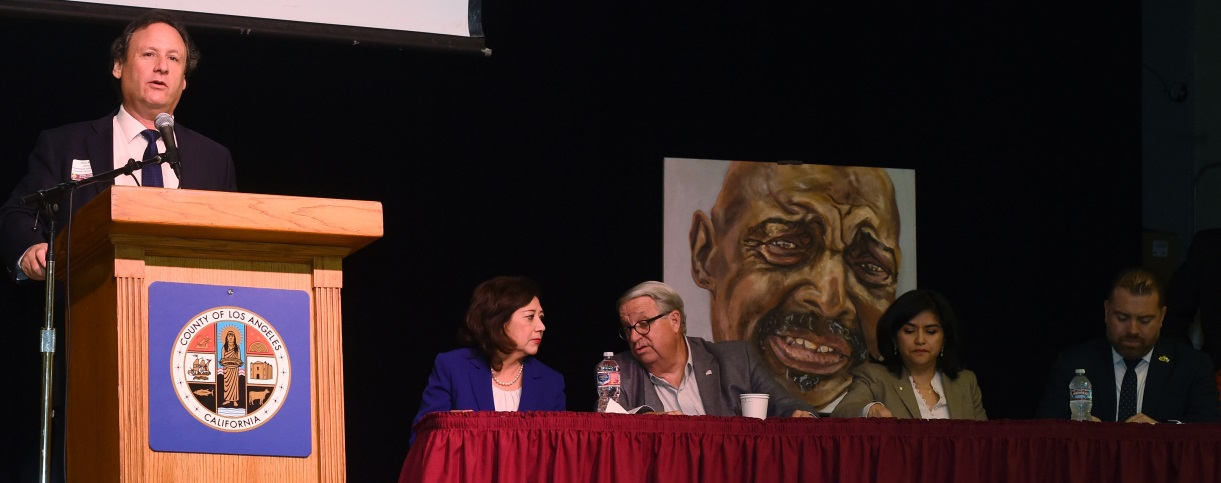 COUNTY OF LOS ANGELES
CALIFORNIA